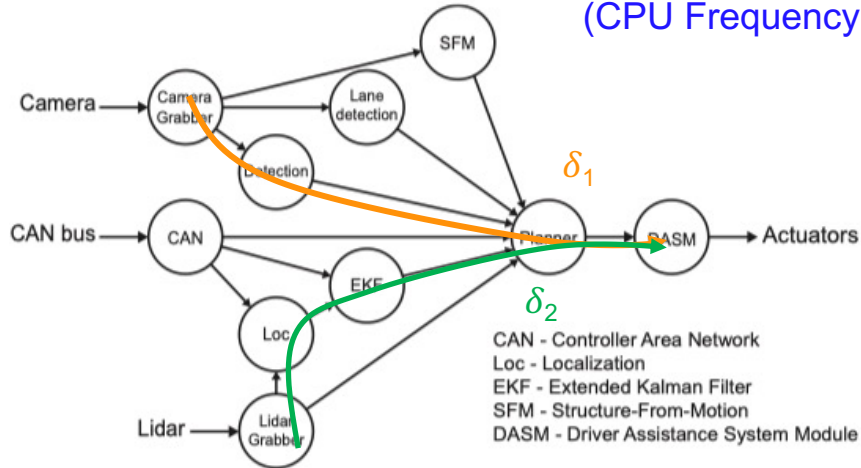 (CPU Frequency
SFM
Camera
Camera
Grabber
Lane
detection
Detection
δ1
CAN bus
CAN
Planner
DASM
Actuators
EKF
δ2
Loc
CAN - Controller Area Network
Loc - Localization
EKF - Extended Kalman Filter
SFM - Structure-From-Motion
DASM - Driver Assistance System Module
Lidar
Lidar
Grabber